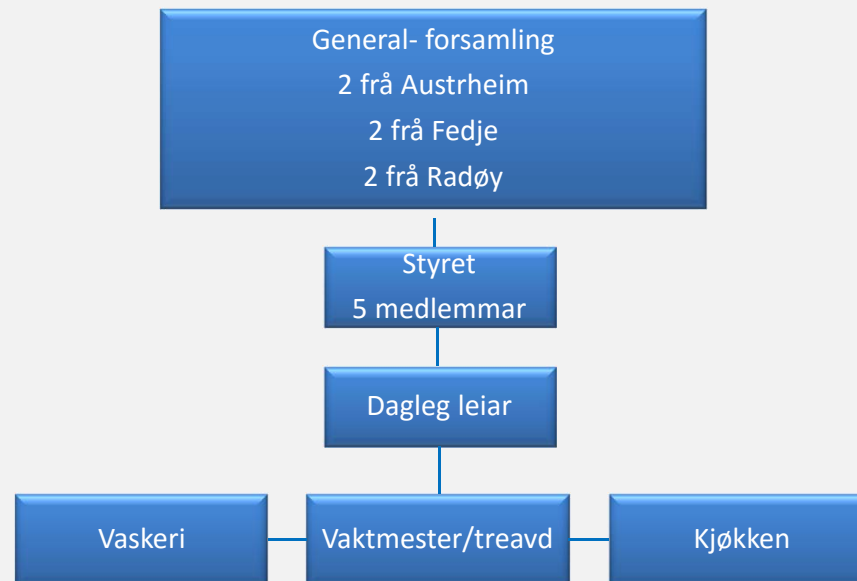 General- forsamling
2 frå Austrheim
2 frå Fedje
2 frå Radøy
Styret
5 medlemmar
Dagleg leiar
Vaskeri
Vaktmester/treavd
Kjøkken